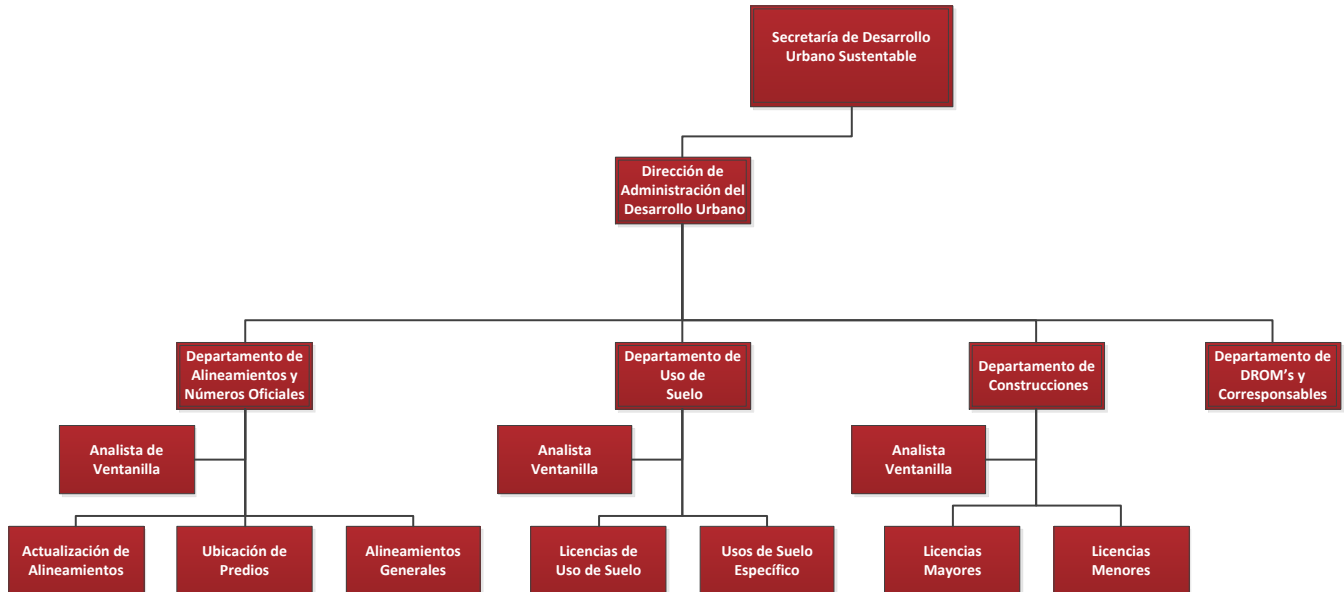 Secretaría de Desarrollo
Urbano Sustentable
Dirección de
Administración del
Desarrollo Urbano
Departamento de
Alineamientos y
Números Oficiales
Departamento de
Uso de
Suelo
Departamento de
Construcciones
Departamento de
DROM’s y
Corresponsables
Analista de
Ventanilla
Analista
Ventanilla
Analista
Ventanilla
Actualización de
Alineamientos
Ubicación de
Predios
Alineamientos
Generales
Licencias de
Uso de Suelo
Usos de Suelo
Específico
Licencias
Mayores
Licencias
Menores